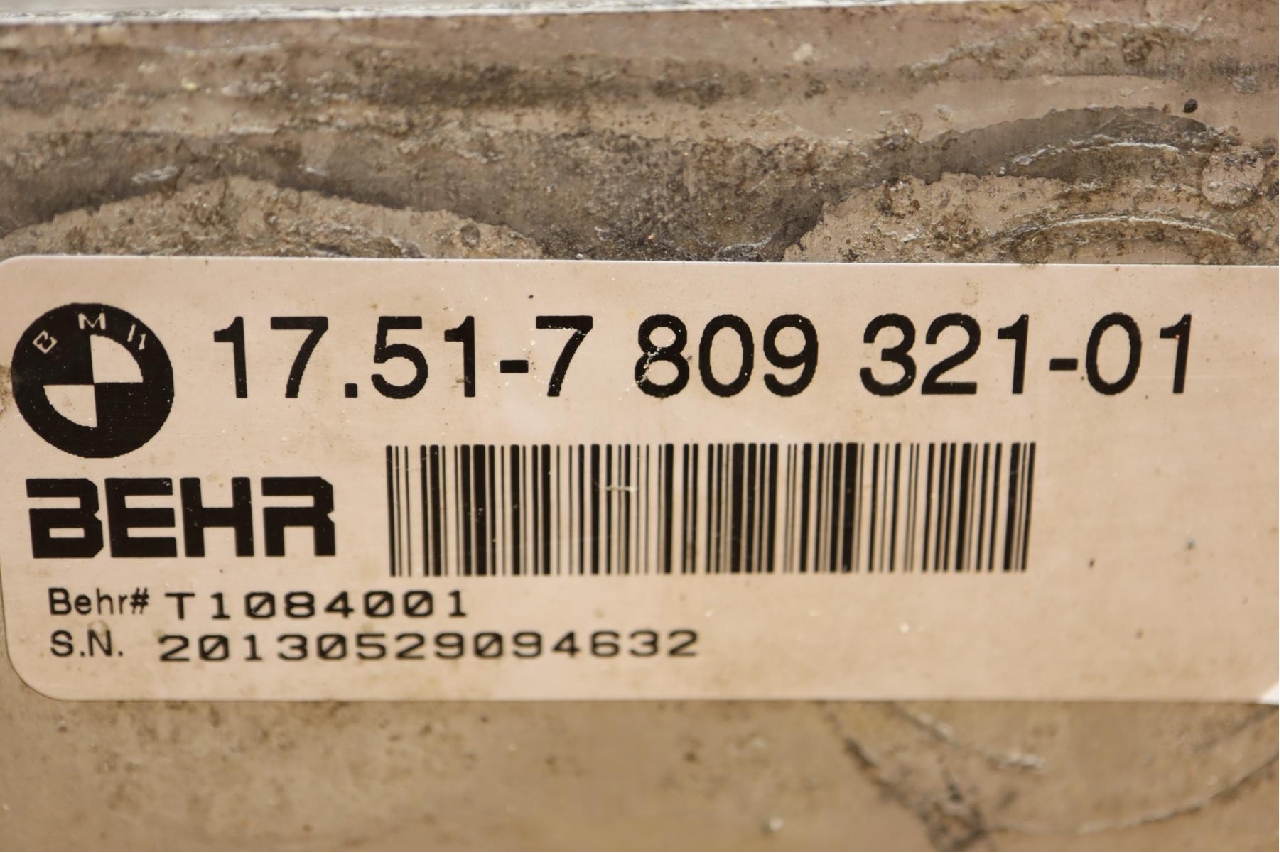 BMW 17.51-7 809 321-01
BEHR
Behr# T1084001
S.N. 20130529094632